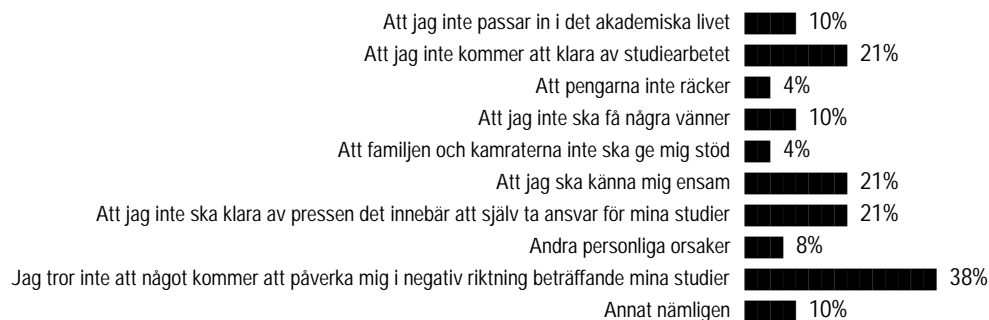 Att jag inte passar in i det akademiska livet 10%
Att jag inte kommer att klara av studiearbetet 21%
Att pengarna inte räcker 4%
Att jag inte ska få några vänner 10%
Att familjen och kamraterna inte ska ge mig stöd 4%
Att jag ska känna mig ensam 21%
Att jag inte ska klara av pressen det innebär att själv ta ansvar för mina studier 21%
Andra personliga orsaker 8%
Jag tror inte att något kommer att påverka mig i negativ riktning beträffande mina studier 38%
Annat nämligen 10%